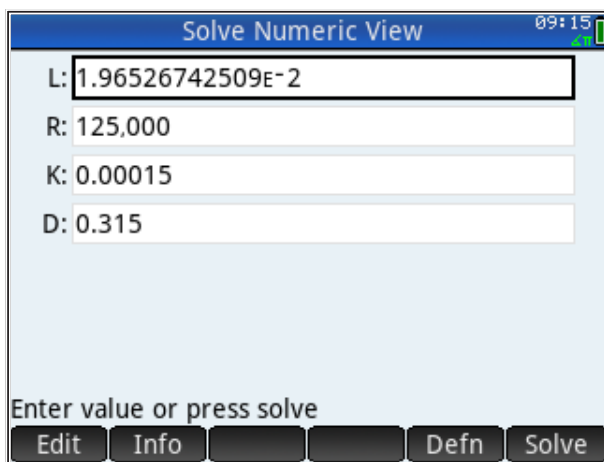 Solve Numeric View 09:15
∠π
L: 1.96526742509ᴇ⁻2
R: 125,000
K: 0.00015
D: 0.315
Enter value or press solve
Edit Info Defn Solve